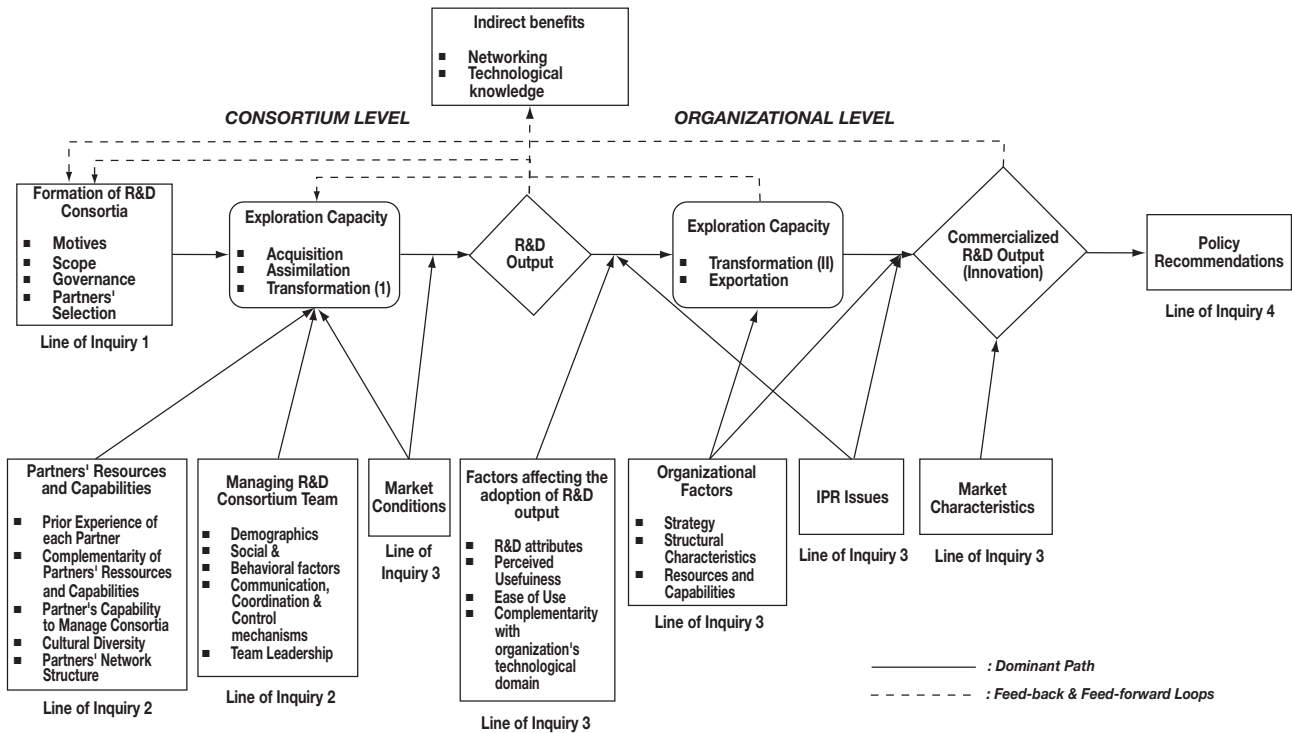 Indirect benefits
■ Networking
■ Technological
knowledge
CONSORTIUM LEVEL
ORGANIZATIONAL LEVEL
Formation of R&D
Consortia
■ Motives
■ Scope
■ Governance
■ Partners'
Selection
Line of Inquiry 1
Exploration Capacity
■ Acquisition
■ Assimilation
■ Transformation (1)
R&D
Output
Exploration Capacity
■ Transformation (II)
■ Exportation
Commercialized
R&D Output
(Innovation)
Policy
Recommendations
Line of Inquiry 4
Partners' Resources
and Capabilities
■ Prior Experience of
each Partner
■ Complementarity of
Partners' Ressources
and Capabilities
■ Partner's Capability
to Manage Consortia
■ Cultural Diversity
■ Partners' Network
Structure
Line of Inquiry 2
Managing R&D
Consortium Team
■ Demographics
■ Social &
■ Behavioral factors
■ Communication,
Coordination &
Control
mechanisms
■ Team Leadership
Line of Inquiry 2
Market
Conditions
Line of
Inquiry 3
Factors affecting the
adoption of R&D
output
■ R&D attributes
■ Perceived
Usefuiness
■ Ease of Use
■ Complementarity
with
organization's
technological
domain
Line of Inquiry 3
Organizational
Factors
■ Strategy
■ Structural
Characteristics
■ Resources and
Capabilities
Line of Inquiry 3
IPR Issues
Line of Inquiry 3
Market
Characteristics
Line of Inquiry 3
: Dominant Path
: Feed-back & Feed-forward Loops